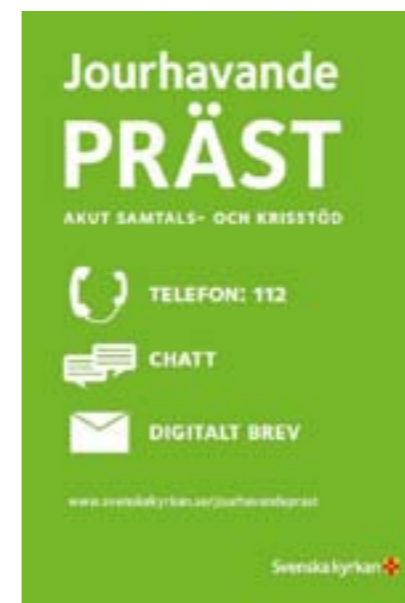 Jourhavande
PRÄST
AKUT SAMTALS- OCH KRISSTÖD
TELEFON: 112
CHATT
DIGITALT BREV
www.svenskakyrkan.se/jourhavandeprast
Svenska kyrkan